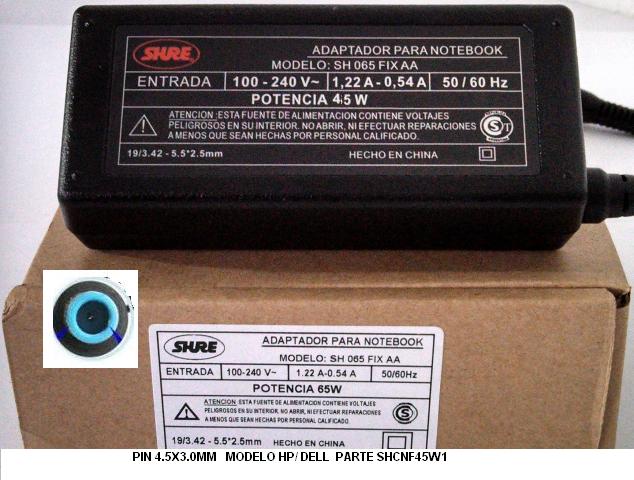 SHURE
ADAPTADOR PARA NOTEBOOK
MODELO: SH 065 FIX AA
ENTRADA 100 - 240 V~ 1,22 A - 0,54 A 50 / 60 Hz
POTENCIA 45 W
ATENCION :ESTA FUENTE DE ALIMENTACION CONTIENE VOLTAJES
PELIGROSOS EN SU INTERIOR. NO ABRIR, NI EFECTUAR REPARACIONES
A MENOS QUE SEAN HECHAS POR PERSONAL CALIFICADO.
19/3.42 - 5.5*2.5mm HECHO EN CHINA
SHURE
ADAPTADOR PARA NOTEBOOK
MODELO: SH 065 FIX AA
ENTRADA 100-240 V~ 1.22 A-0.54 A 50/60Hz
POTENCIA 65W
ATENCION: ESTA FUENTE DE ALIMENTACION CONTIENE VOLTAJES
PELIGROSOS EN SU INTERIOR. NO ABRIR, NI EFECTUAR REPARACIONES
A MENOS QUE SEAN HECHAS POR PERSONAL CALIFICADO.
19/3.42 - 5.5*2.5mm HECHO EN CHINA
PIN 4.5X3.0MM MODELO HP/ DELL PARTE SHCNF45W1